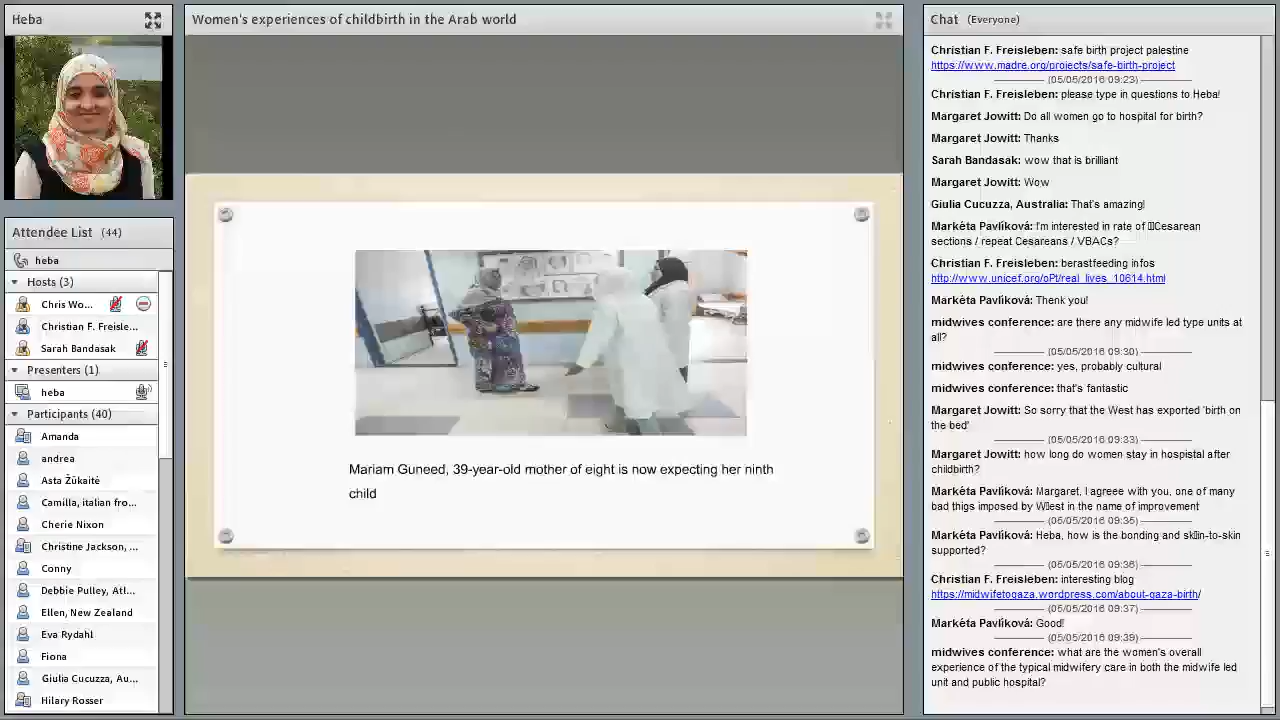 Heba
Attendee List (44)
heba
Hosts (3)
Chris Wo...
Christian F. Freisle...
Sarah Bandasak
Presenters (1)
heba
Participants (40)
Amanda
andrea
Asta Žūkaitė
Camilla, italian fro...
Cherie Nixon
Christine Jackson, ...
Conny
Debbie Pulley, Atl...
Ellen, New Zealand
Eva Rydahl
Fiona
Giulia Cucuzza, Au...
Hilary Rosser
Women's experiences of childbirth in the Arab world
Mariam Guneed, 39-year-old mother of eight is now expecting her ninth
child
Chat (Everyone)
Christian F. Freisleben: safe birth project palestine
https://www.madre.org/projects/safe-birth-project
(05/05/2016 09:23)
Christian F. Freisleben: please type in questions to Heba!
Margaret Jowitt: Do all women go to hospital for birth?
Margaret Jowitt: Thanks
Sarah Bandasak: wow that is brilliant
Margaret Jowitt: Wow
Giulia Cucuzza, Australia: That's amazing!
Markéta Pavlíková: I'm interested in rate of Cesarean
sections / repeat Cesareans / VBACs?
Christian F. Freisleben: berastfeeding infos
http://www.unicef.org/oPt/real_lives_10614.html
Markéta Pavlíková: Thank you!
midwives conference: are there any midwife led type units at
all?
(05/05/2016 09:30)
midwives conference: yes, probably cultural
midwives conference: that's fantastic
Margaret Jowitt: So sorry that the West has exported 'birth on
the bed'
(05/05/2016 09:33)
Margaret Jowitt: how long do women stay in hospistal after
childbirth?
Markéta Pavlíková: Margaret, I agreee with you, one of many
bad thigs imposed by West in the name of improvement
(05/05/2016 09:35)
Markéta Pavlíková: Heba, how is the bonding and skin-to-skin
supported?
(05/05/2016 09:36)
Christian F. Freisleben: interesting blog
https://midwifetogaza.wordpress.com/about-gaza-birth/
(05/05/2016 09:37)
Markéta Pavlíková: Good!
(05/05/2016 09:39)
midwives conference: what are the women's overall
experience of the typical midwifery care in both the midwife led
unit and public hospital?